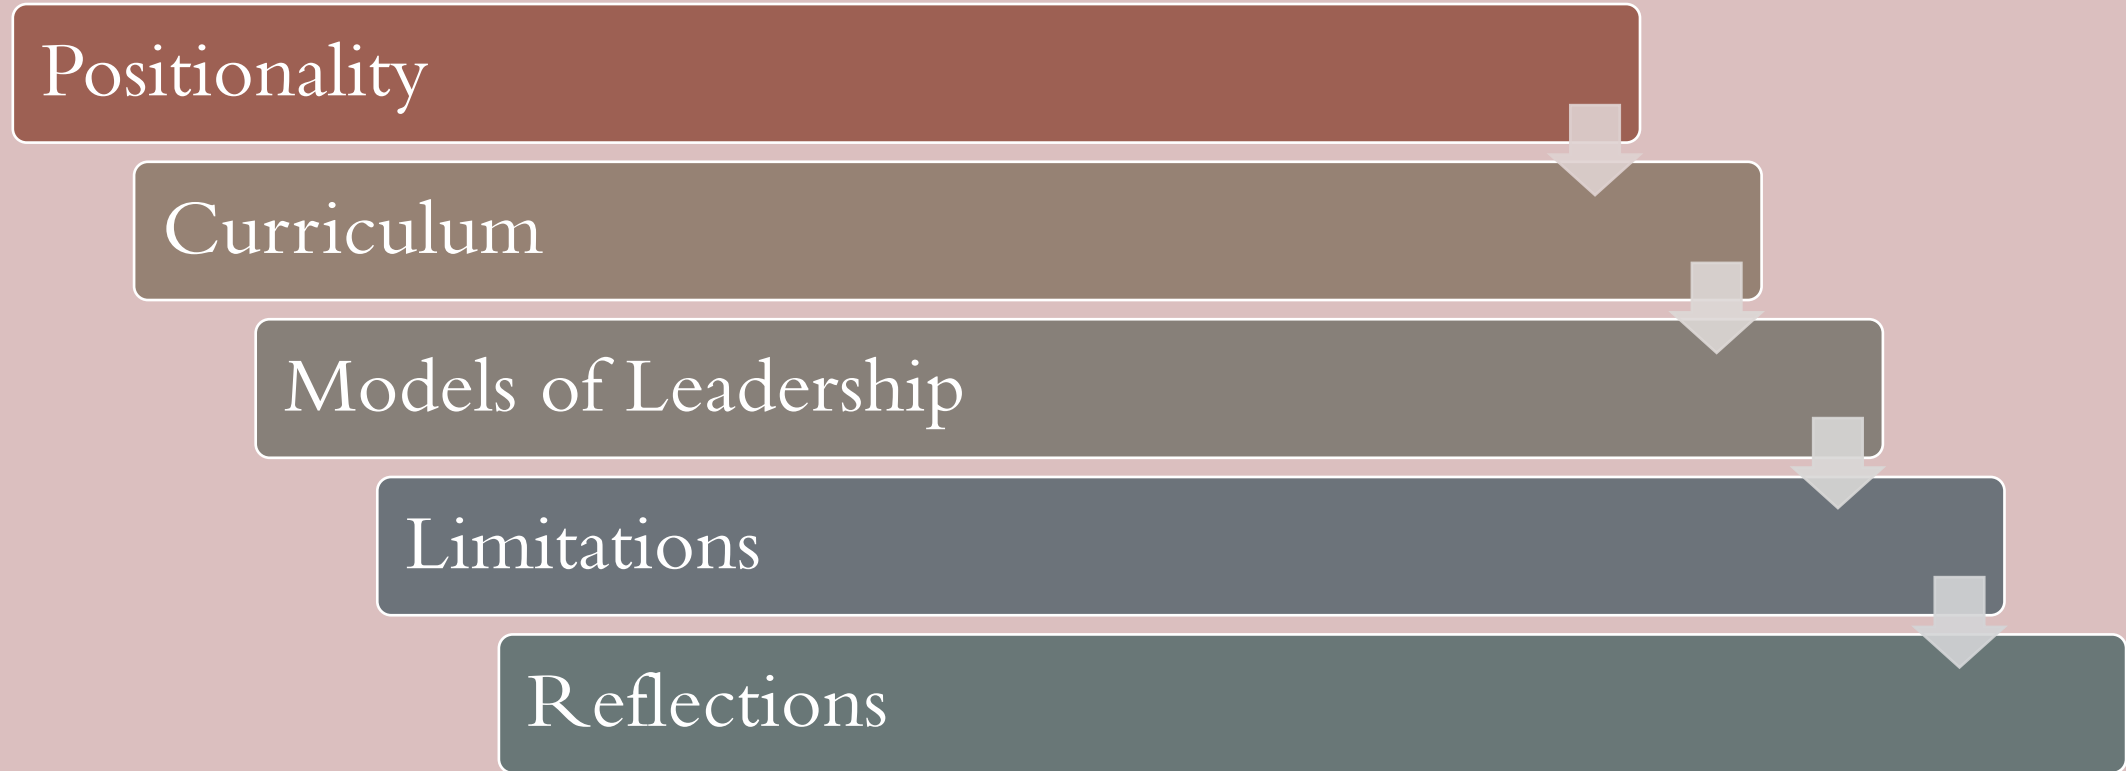 Positionality
Curriculum
Models of Leadership
Limitations
Reflections